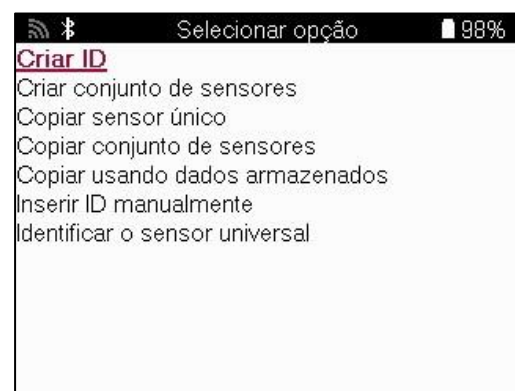 Selecionar opção 98%
Criar ID
Criar conjunto de sensores
Copiar sensor único
Copiar conjunto de sensores
Copiar usando dados armazenados
Inserir ID manualmente
Identificar o sensor universal